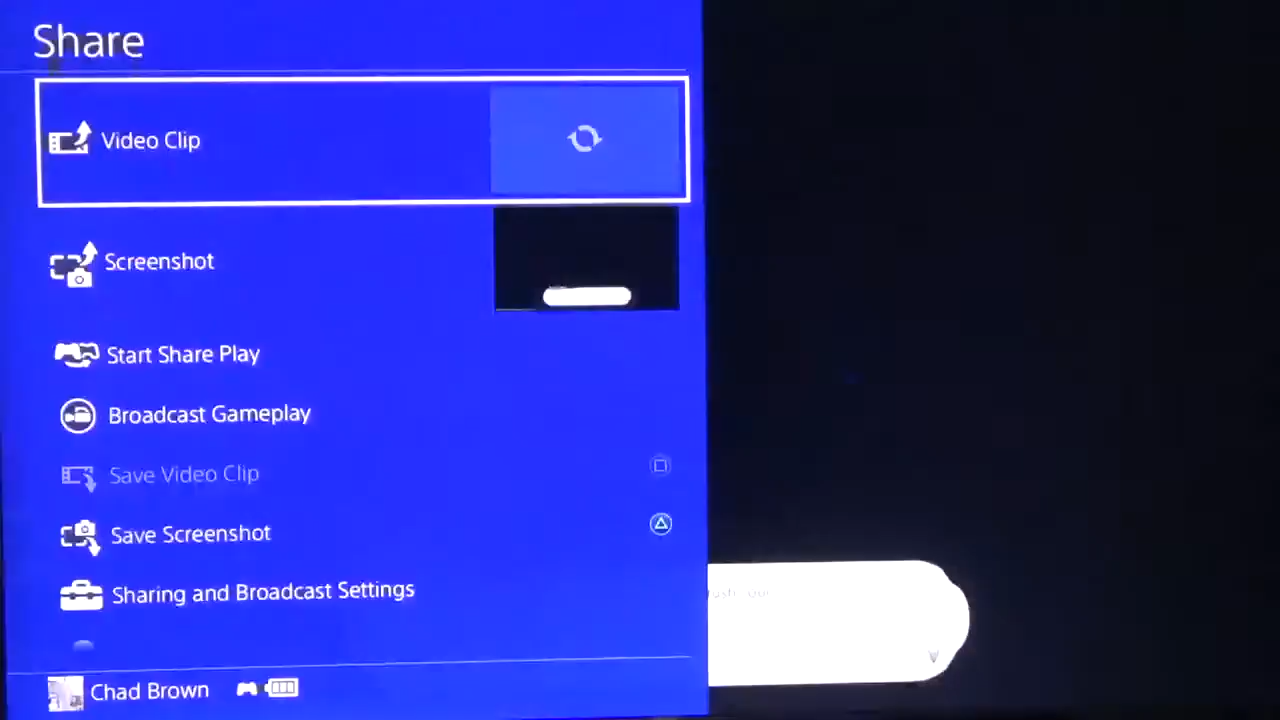 Share
Video Clip
Screenshot
Start Share Play
Broadcast Gameplay
Save Video Clip
Save Screenshot
Sharing and Broadcast Settings
Chad Brown